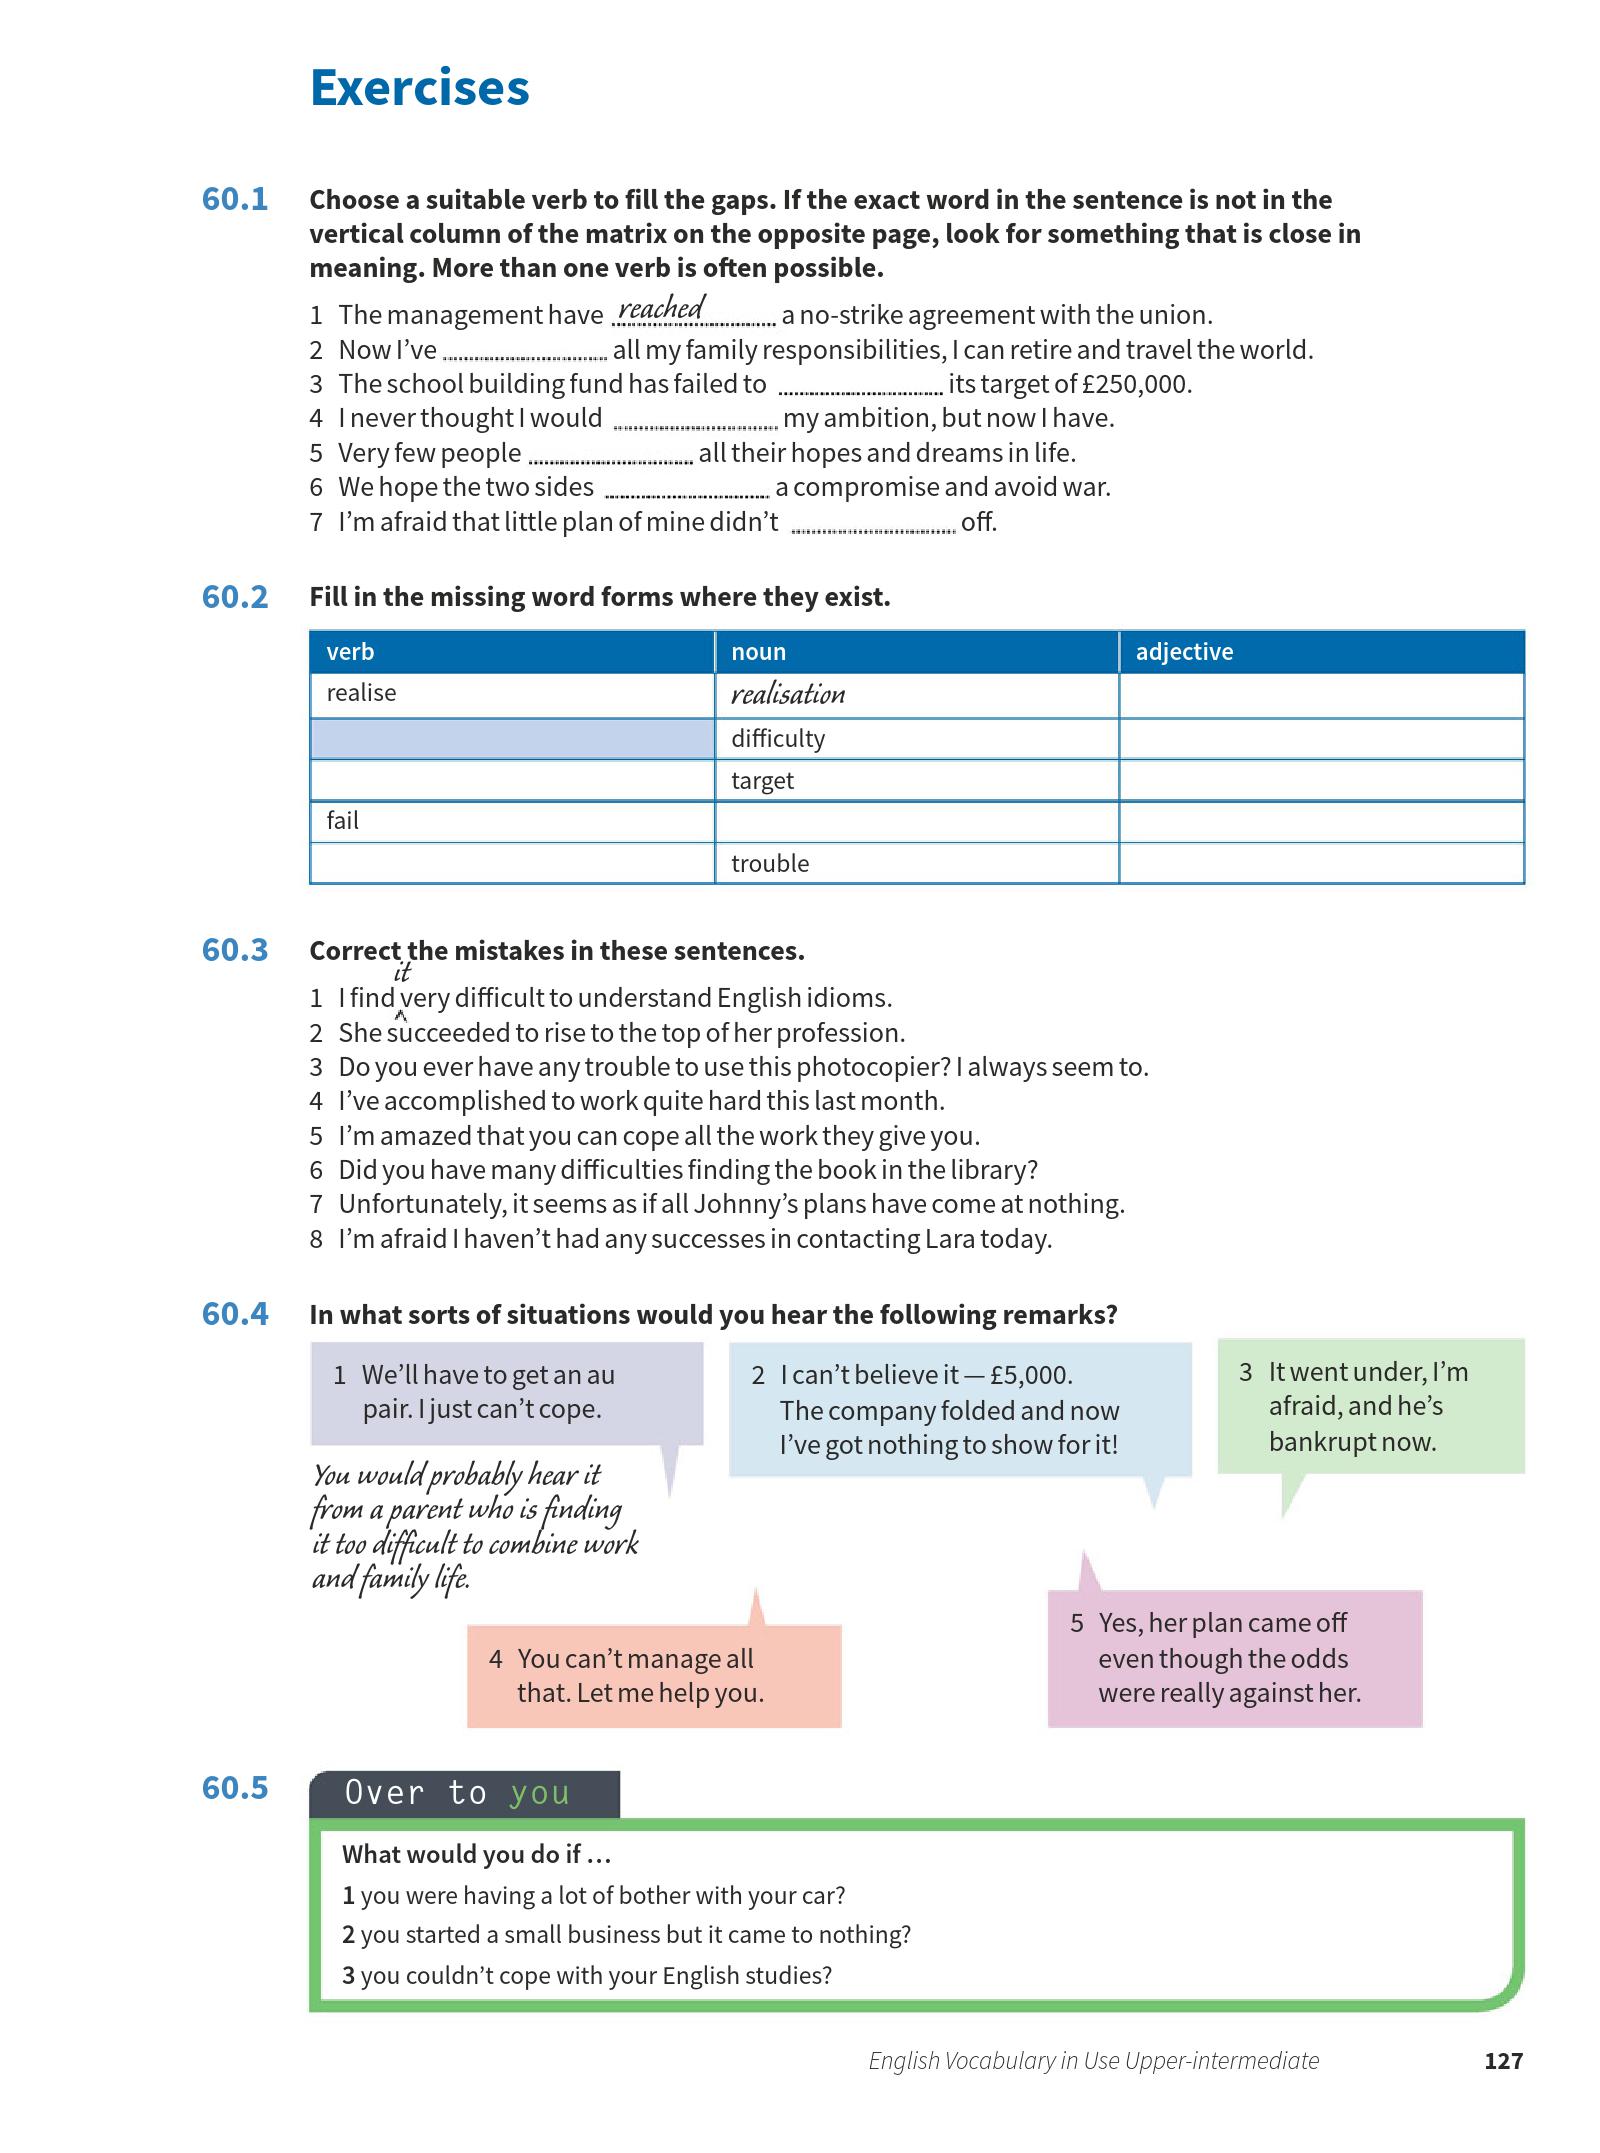 Exercises
60.1 Choose a suitable verb to fill the gaps. If the exact word in the sentence is not in the
vertical column of the matrix on the opposite page, look for something that is close in
meaning. More than one verb is often possible.
1 The management have reached a no-strike agreement with the union.
2 Now I’ve ........................ all my family responsibilities, I can retire and travel the world.
3 The school building fund has failed to ........................ its target of £250,000.
4 I never thought I would ........................ my ambition, but now I have.
5 Very few people ........................ all their hopes and dreams in life.
6 We hope the two sides ........................ a compromise and avoid war.
7 I’m afraid that little plan of mine didn’t ........................ off.
60.2 Fill in the missing word forms where they exist.
verb noun adjective
realise realisation
difficulty
target
fail
trouble
60.3 Correct the mistakes in these sentences.
it
1 I find very difficult to understand English idioms.
2 She succeeded to rise to the top of her profession.
3 Do you ever have any trouble to use this photocopier? I always seem to.
4 I’ve accomplished to work quite hard this last month.
5 I’m amazed that you can cope all the work they give you.
6 Did you have many difficulties finding the book in the library?
7 Unfortunately, it seems as if all Johnny’s plans have come at nothing.
8 I’m afraid I haven’t had any successes in contacting Lara today.
60.4 In what sorts of situations would you hear the following remarks?
1 We’ll have to get an au
pair. I just can’t cope.
2 I can’t believe it — £5,000.
The company folded and now
I’ve got nothing to show for it!
3 It went under, I’m
afraid, and he’s
bankrupt now.
You would probably hear it
from a parent who is finding
it too difficult to combine work
and family life.
4 You can’t manage all
that. Let me help you.
5 Yes, her plan came off
even though the odds
were really against her.
60.5 Over to you
What would you do if …
1 you were having a lot of bother with your car?
2 you started a small business but it came to nothing?
3 you couldn’t cope with your English studies?
English Vocabulary in Use Upper-intermediate 127